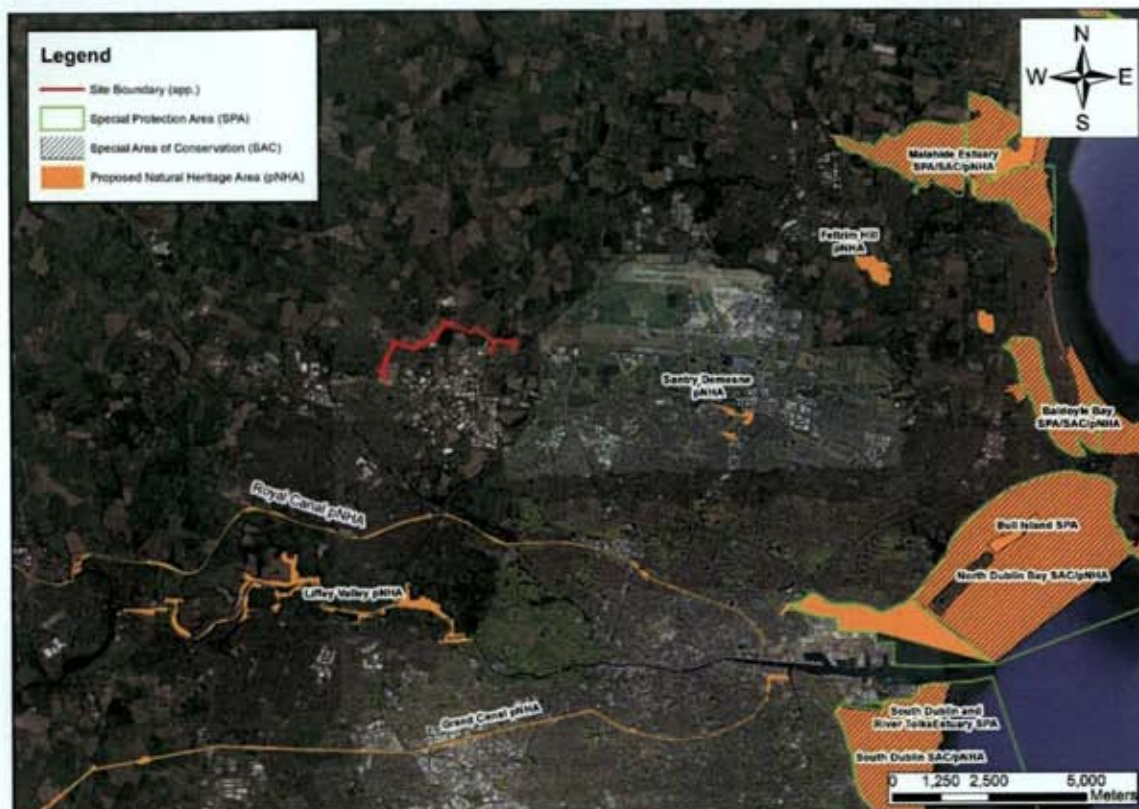 Legend
Site Boundary (app.)
Special Protection Area (SPA)
Special Area of Conservation (SAC)
Proposed Natural Heritage Area (pNHA)
N
W E
S
Malahide Estuary
SPA/SAC/pNHA
Feltrim Hill
pNHA
Santry Demesne
pNHA
Baldoyle Bay
SPA/SAC/pNHA
Royal Canal pNHA
Bull Island SPA
North Dublin Bay SAC/pNHA
Liffey Valley pNHA
Grand Canal pNHA
South Dublin and
River TolkaEstuary SPA
South Dublin SAC/pNHA
0 1,250 2,500 5,000
Meters